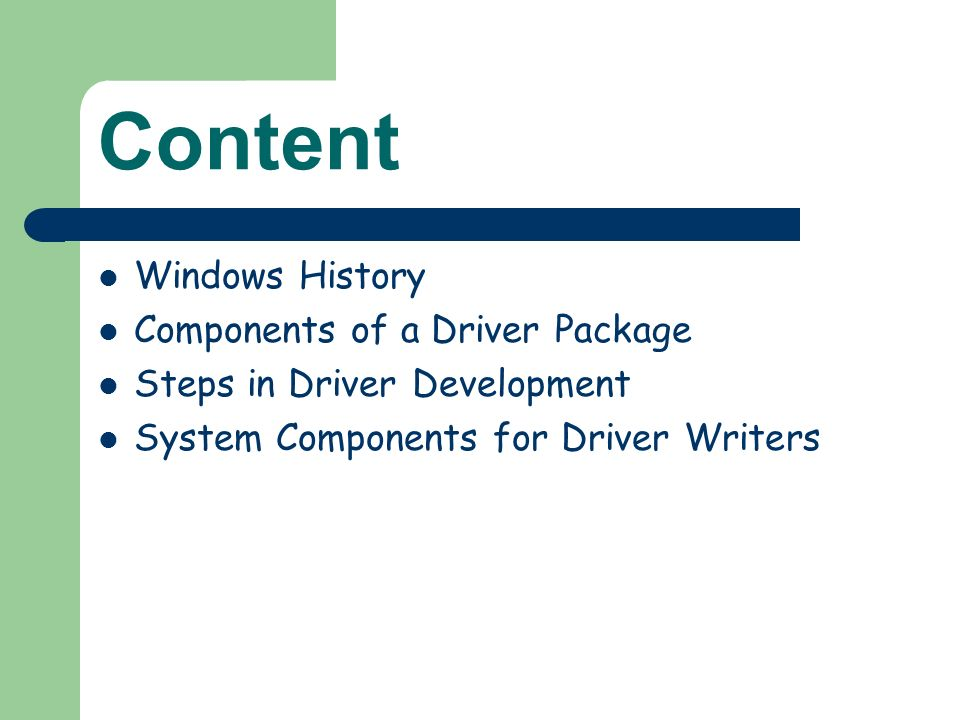 Content
Windows History
Components of a Driver Package
Steps in Driver Development
System Components for Driver Writers